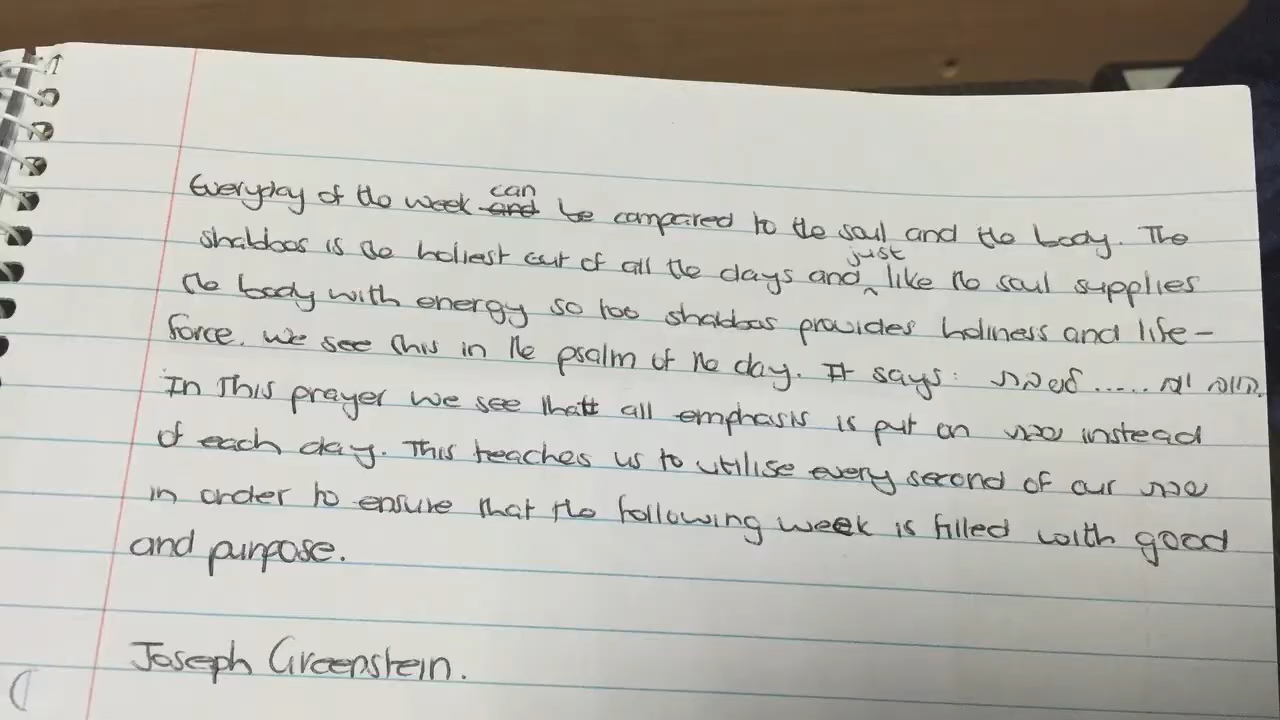 Everyday of the week can be compared to the soul and the body. The
shabbos is the holiest out of all the days and just like the soul supplies
the body with energy so too shabbos provides holiness and life-
force. We see this in the psalm of the day. It says: בשבת ..... היום יום
In this prayer we see that all emphasis is put on שבת instead
of each day. This teaches us to utilise every second of our שבת
in order to ensure that the following week is filled with good
and purpose.
Joseph Greenstein.